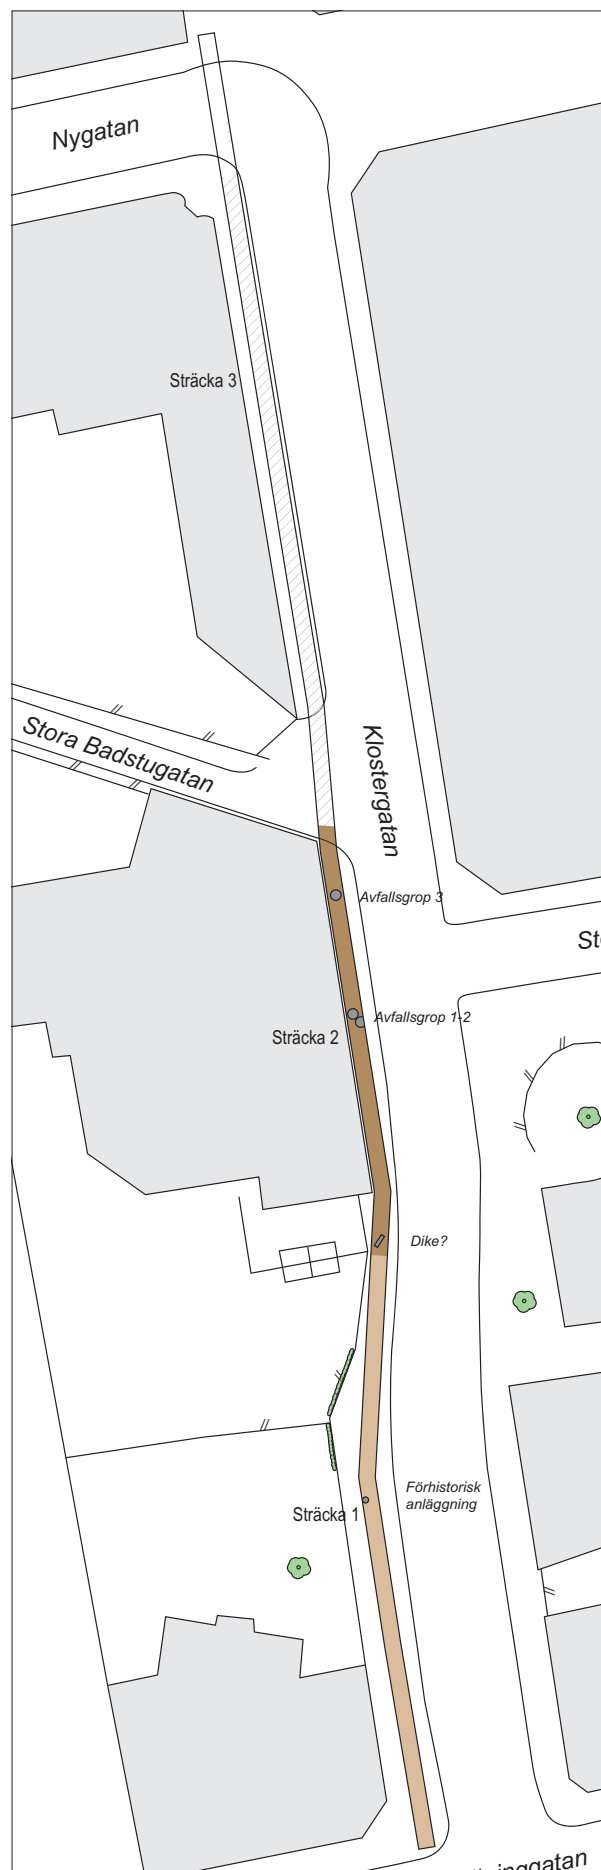 Nygatan
Sträcka 3
Stora Badstugatan
Klostergatan
Avfallsgrop 3
Avfallsgrop 1-2
Sträcka 2
Dike?
Förhistorisk
anläggning
Sträcka 1